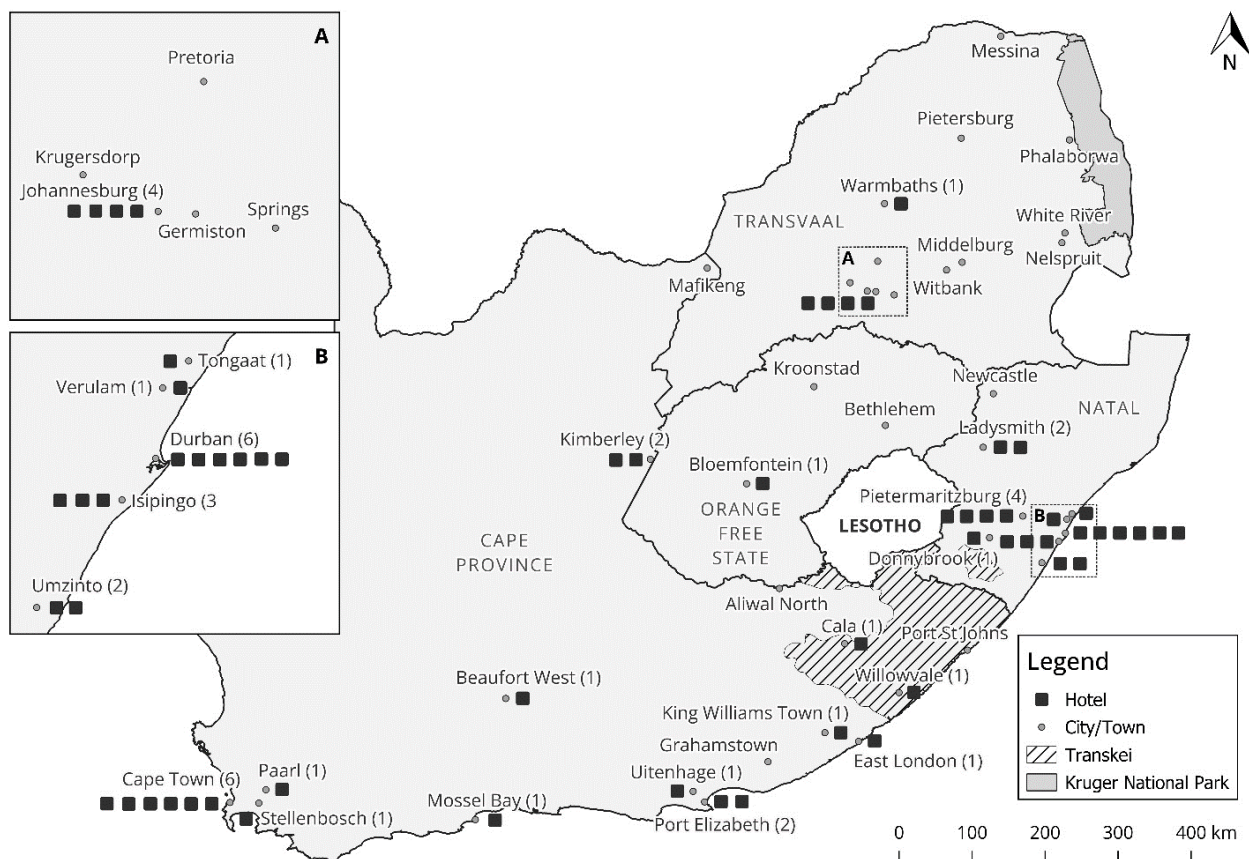 A
Pretoria
Krugersdorp
Johannesburg (4)
Springs
Germiston
B
Tongaat (1)
Verulam (1)
Durban (6)
Isipingo (3
Umzinto (2)
N
Messina
Pietersburg
Phalaborwa
Warmbaths (1)
TRANSVAAL
White River
Nelspruit
Middelburg
Witbank
A
Mafikeng
Kroonstad
Newcastle
Bethlehem
NATAL
Ladysmith (2)
Kimberley (2)
Bloemfontein (1)
Pietermaritzburg (4)
B
ORANGE
FREE
STATE
LESOTHO
CAPE
PROVINCE
Donnybrook (1)
Aliwal North
Cala (1)
Port St Johns
Willowvale (1)
Beaufort West (1)
King Williams Town (1)
Grahamstown
East London (1)
Uitenhage (1)
Port Elizabeth (2)
Cape Town (6)
Paarl (1)
Stellenbosch (1)
Mossel Bay (1)
Legend
Hotel
City/Town
Transkei
Kruger National Park
0 100 200 300 400 km